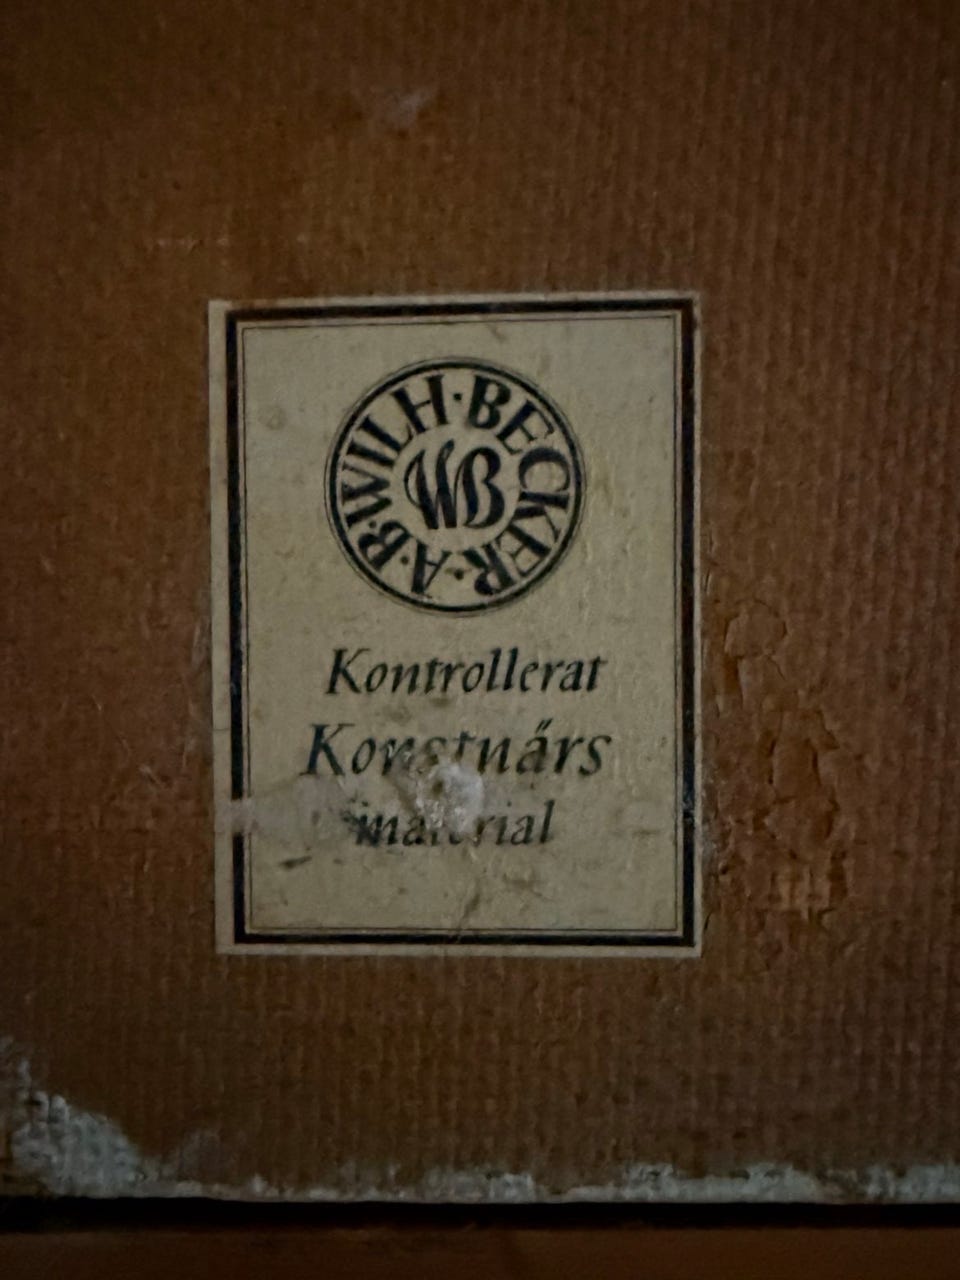 A·B·WILH·BECKER·
WB
Kontrollerat
Konstnärs
material